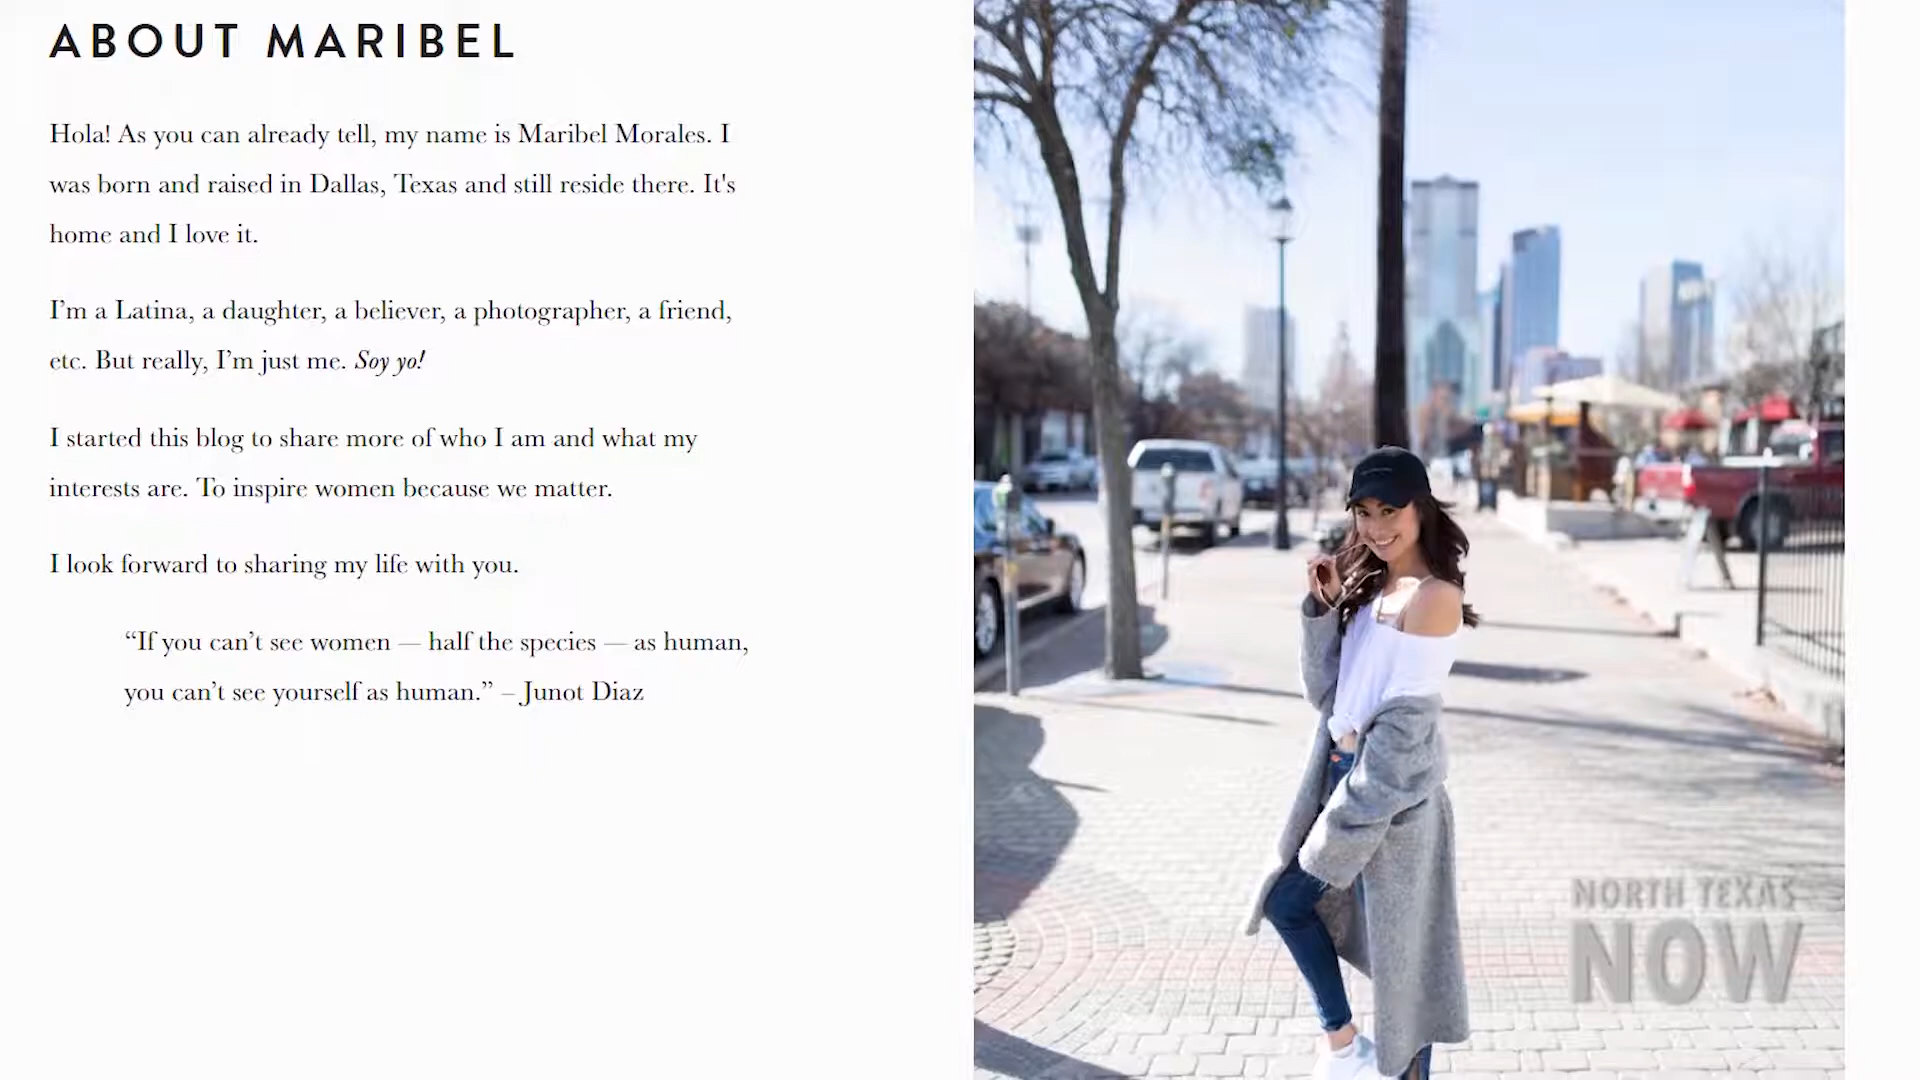 ABOUT MARIBEL
Hola! As you can already tell, my name is Maribel Morales. I
was born and raised in Dallas, Texas and still reside there. It's
home and I love it.
I’m a Latina, a daughter, a believer, a photographer, a friend,
etc. But really, I’m just me. Soy yo!
I started this blog to share more of who I am and what my
interests are. To inspire women because we matter.
I look forward to sharing my life with you.
“If you can’t see women — half the species — as human,
you can’t see yourself as human.” – Junot Diaz
NORTH TEXAS
NOW